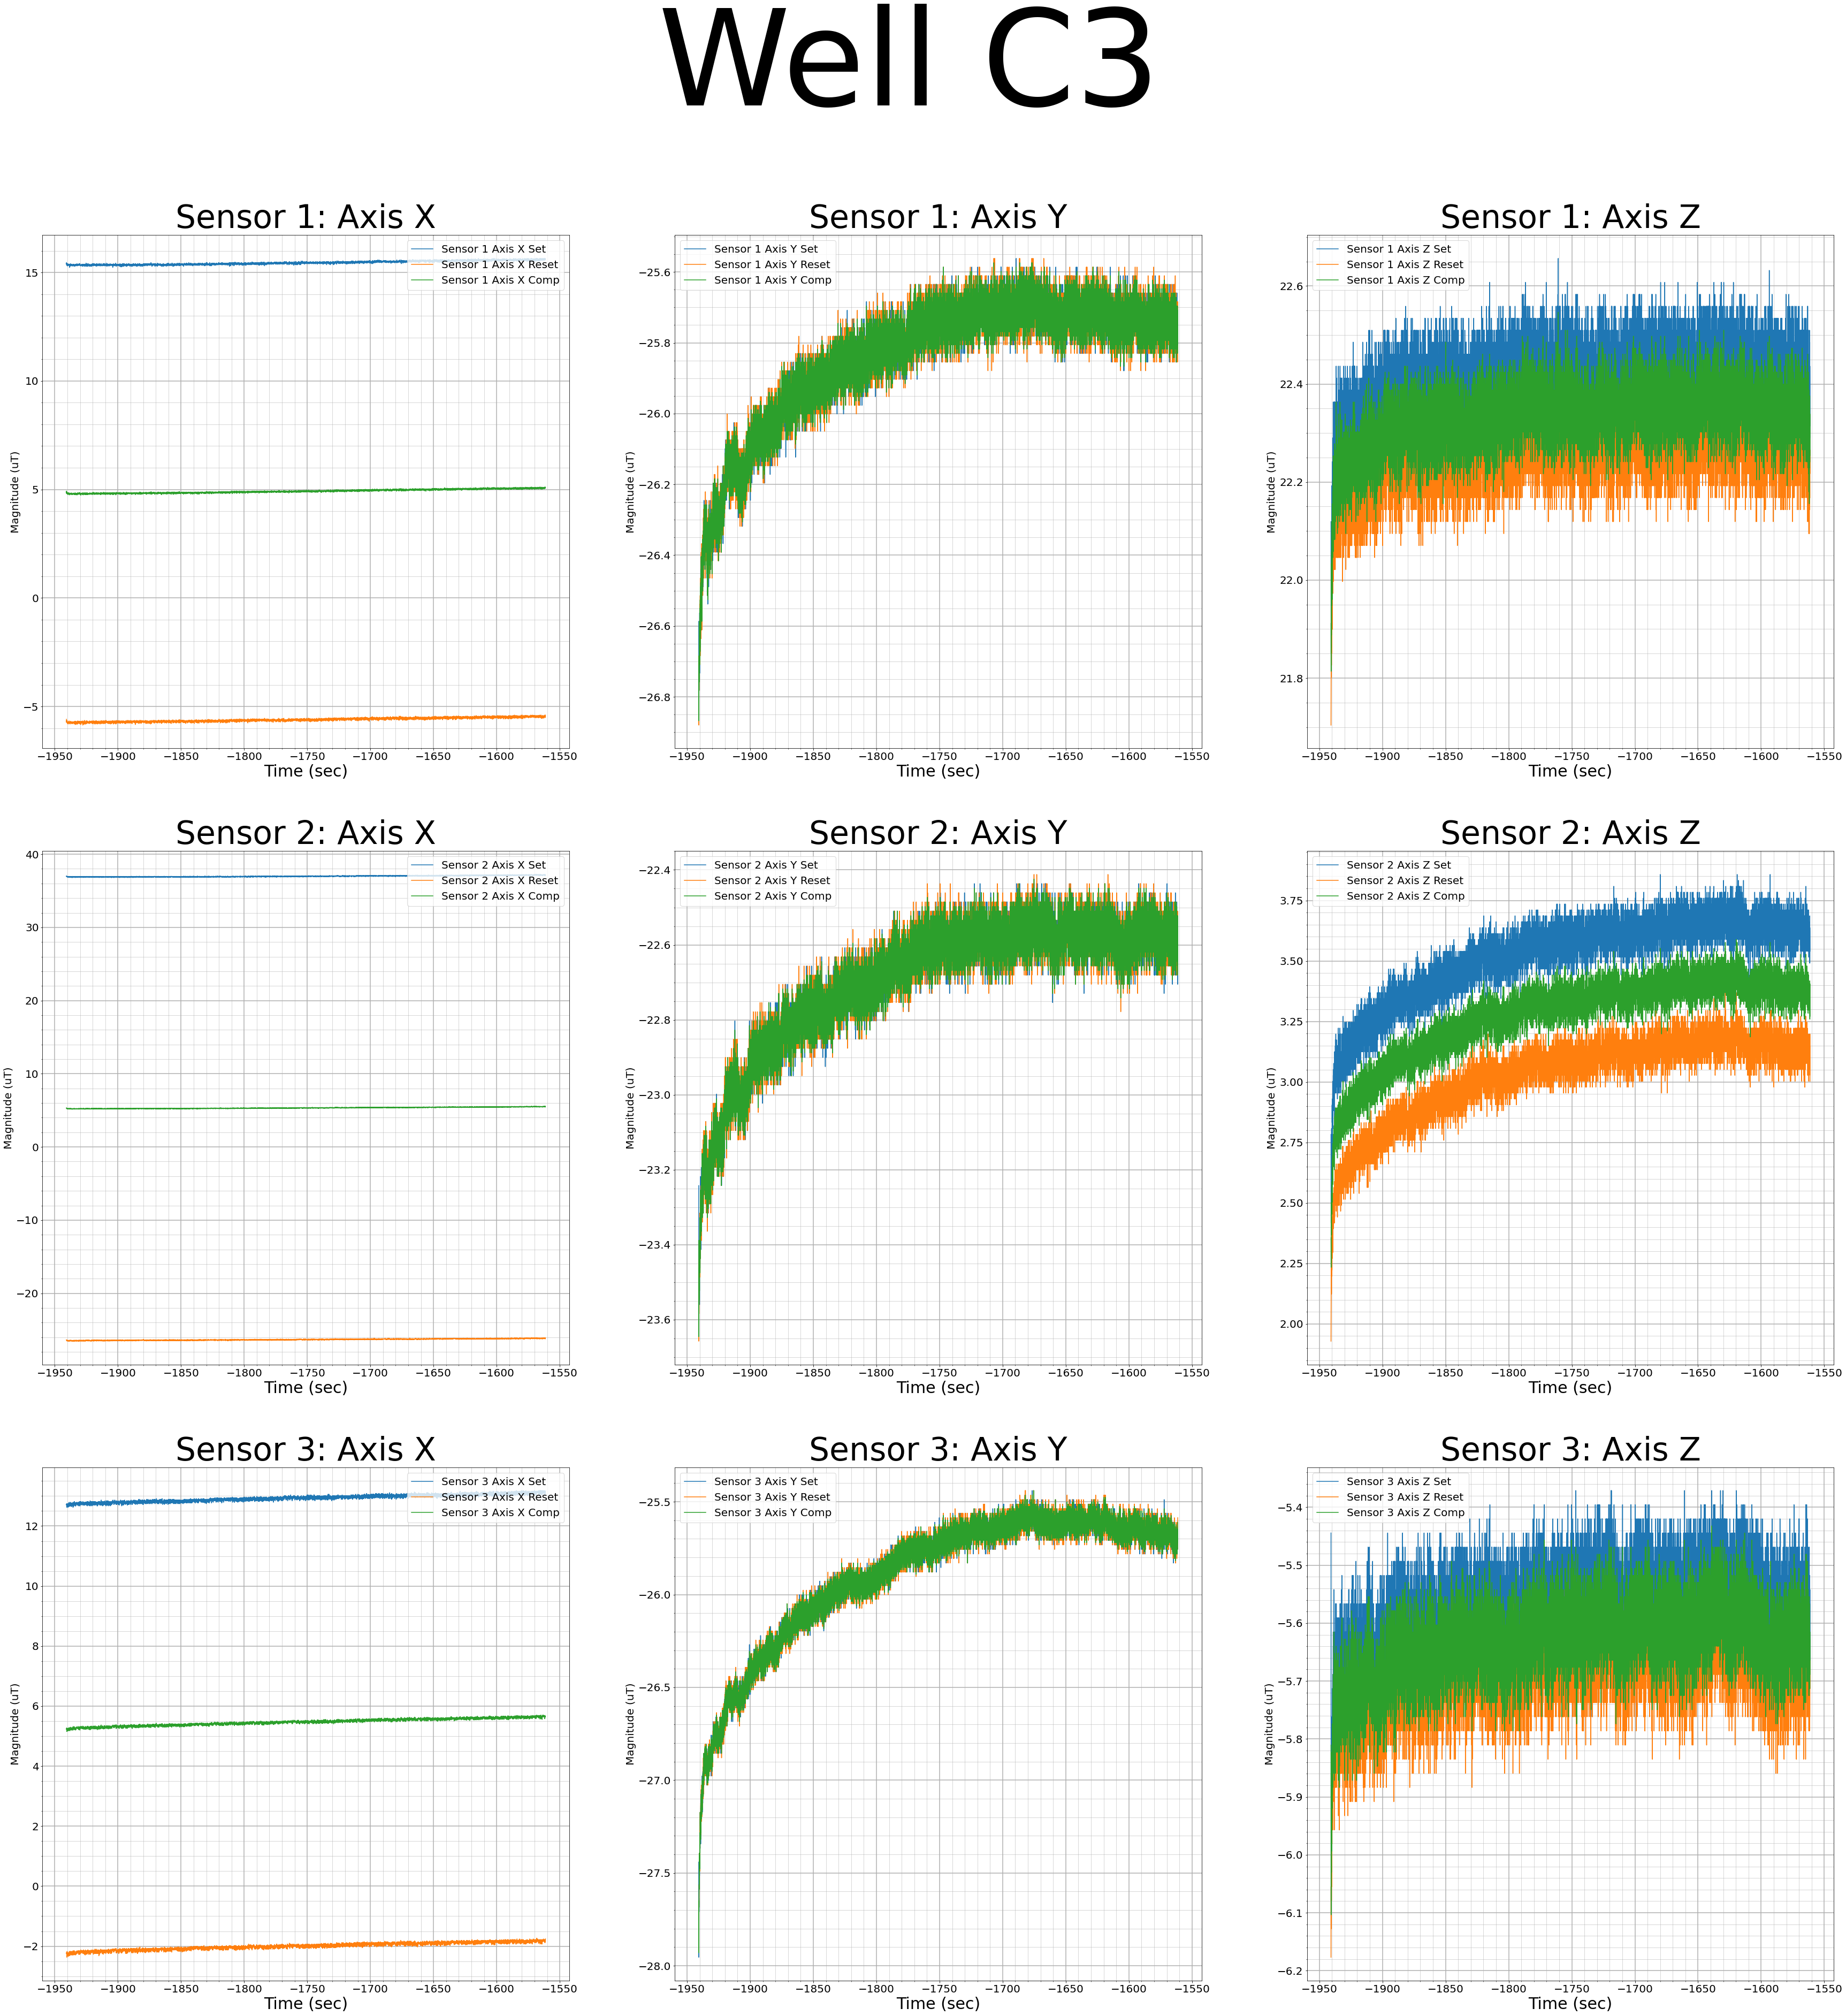 Well C3
Sensor 1: Axis X
Sensor 1 Axis X Set
Sensor 1 Axis X Reset
Sensor 1 Axis X Comp
Magnitude (uT)
15
10
5
0
−5
−1950 −1900 −1850 −1800 −1750 −1700 −1650 −1600 −1550
Time (sec)
Sensor 1: Axis Y
Sensor 1 Axis Y Set
Sensor 1 Axis Y Reset
Sensor 1 Axis Y Comp
Magnitude (uT)
−25.6
−25.8
−26.0
−26.2
−26.4
−26.6
−26.8
−1950 −1900 −1850 −1800 −1750 −1700 −1650 −1600 −1550
Time (sec)
Sensor 1: Axis Z
Sensor 1 Axis Z Set
Sensor 1 Axis Z Reset
Sensor 1 Axis Z Comp
Magnitude (uT)
22.6
22.4
22.2
22.0
21.8
−1950 −1900 −1850 −1800 −1750 −1700 −1650 −1600 −1550
Time (sec)
Sensor 2: Axis X
Sensor 2 Axis X Set
Sensor 2 Axis X Reset
Sensor 2 Axis X Comp
Magnitude (uT)
40
30
20
10
0
−10
−20
−1950 −1900 −1850 −1800 −1750 −1700 −1650 −1600 −1550
Time (sec)
Sensor 2: Axis Y
Sensor 2 Axis Y Set
Sensor 2 Axis Y Reset
Sensor 2 Axis Y Comp
Magnitude (uT)
−22.4
−22.6
−22.8
−23.0
−23.2
−23.4
−23.6
−1950 −1900 −1850 −1800 −1750 −1700 −1650 −1600 −1550
Time (sec)
Sensor 2: Axis Z
Sensor 2 Axis Z Set
Sensor 2 Axis Z Reset
Sensor 2 Axis Z Comp
Magnitude (uT)
3.75
3.50
3.25
3.00
2.75
2.50
2.25
2.00
−1950 −1900 −1850 −1800 −1750 −1700 −1650 −1600 −1550
Time (sec)
Sensor 3: Axis X
Sensor 3 Axis X Set
Sensor 3 Axis X Reset
Sensor 3 Axis X Comp
Magnitude (uT)
12
10
8
6
4
2
0
−2
−1950 −1900 −1850 −1800 −1750 −1700 −1650 −1600 −1550
Time (sec)
Sensor 3: Axis Y
Sensor 3 Axis Y Set
Sensor 3 Axis Y Reset
Sensor 3 Axis Y Comp
Magnitude (uT)
−25.5
−26.0
−26.5
−27.0
−27.5
−28.0
−1950 −1900 −1850 −1800 −1750 −1700 −1650 −1600 −1550
Time (sec)
Sensor 3: Axis Z
Sensor 3 Axis Z Set
Sensor 3 Axis Z Reset
Sensor 3 Axis Z Comp
Magnitude (uT)
−5.4
−5.5
−5.6
−5.7
−5.8
−5.9
−6.0
−6.1
−6.2
−1950 −1900 −1850 −1800 −1750 −1700 −1650 −1600 −1550
Time (sec)